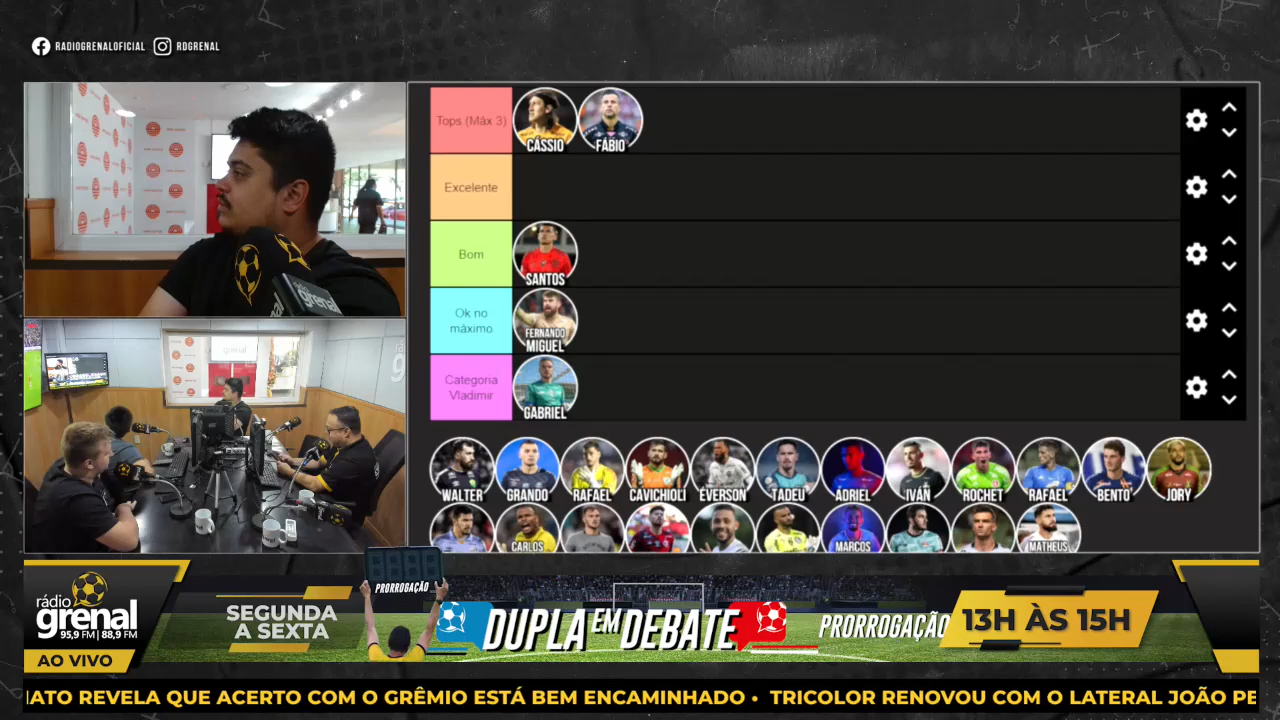 RADIOGRENALOFICIAL RDGRENAL
Tops (Máx 3)
CÁSSIO FÁBIO
Excelente
Bom
SANTOS
Ok no
máximo
FERNANDO
MIGUEL
Categoria
Vladimir
GABRIEL
WALTER GRANDO RAFAEL CAVICHIOLI EVERSON TADEU ADRIEL IVAN ROCHET RAFAEL BENTO JORY
CARLOS MARCOS MATHEUS
grenal
rádio
grenal
95,9 FM | 88,9 FM
AO VIVO
SEGUNDA
A SEXTA
PRORROGAÇÃO
DUPLA EM DEBATE
PRORROGAÇÃO
13H ÀS 15H
IATO REVELA QUE ACERTO COM O GRÊMIO ESTÁ BEM ENCAMINHADO • TRICOLOR RENOVOU COM O LATERAL JOÃO PE